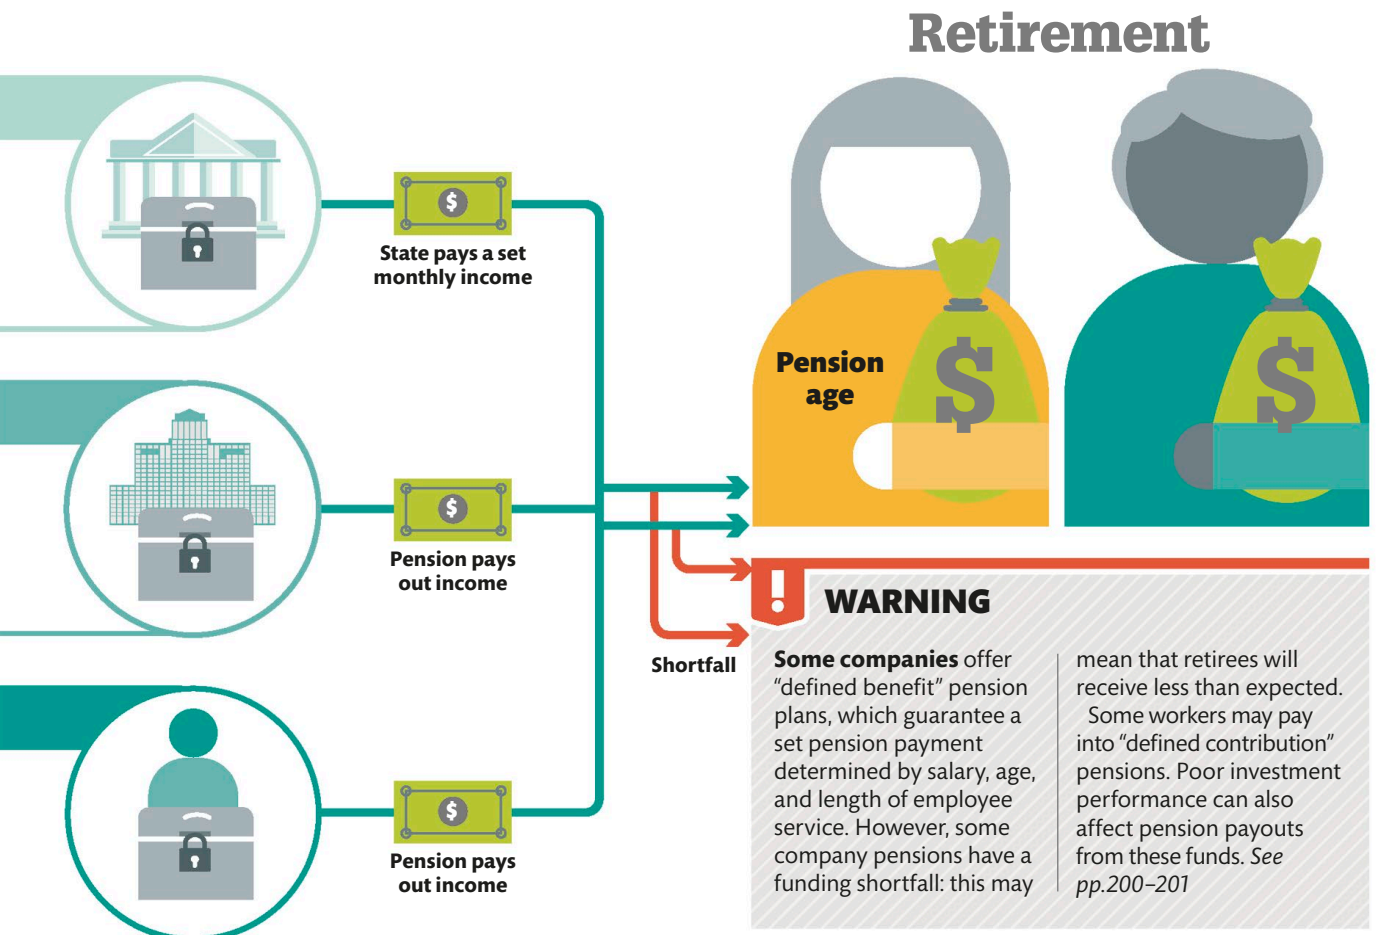 Retirement
$
State pays a set
monthly income
Pension
age
$
$
$
Pension pays
out income
WARNING
Shortfall
Some companies offer
“defined benefit” pension
plans, which guarantee a
set pension payment
determined by salary, age,
and length of employee
service. However, some
company pensions have a
funding shortfall: this may
mean that retirees will
receive less than expected.
Some workers may pay
into “defined contribution”
pensions. Poor investment
performance can also
affect pension payouts
from these funds. See
pp.200–201
$
Pension pays
out income